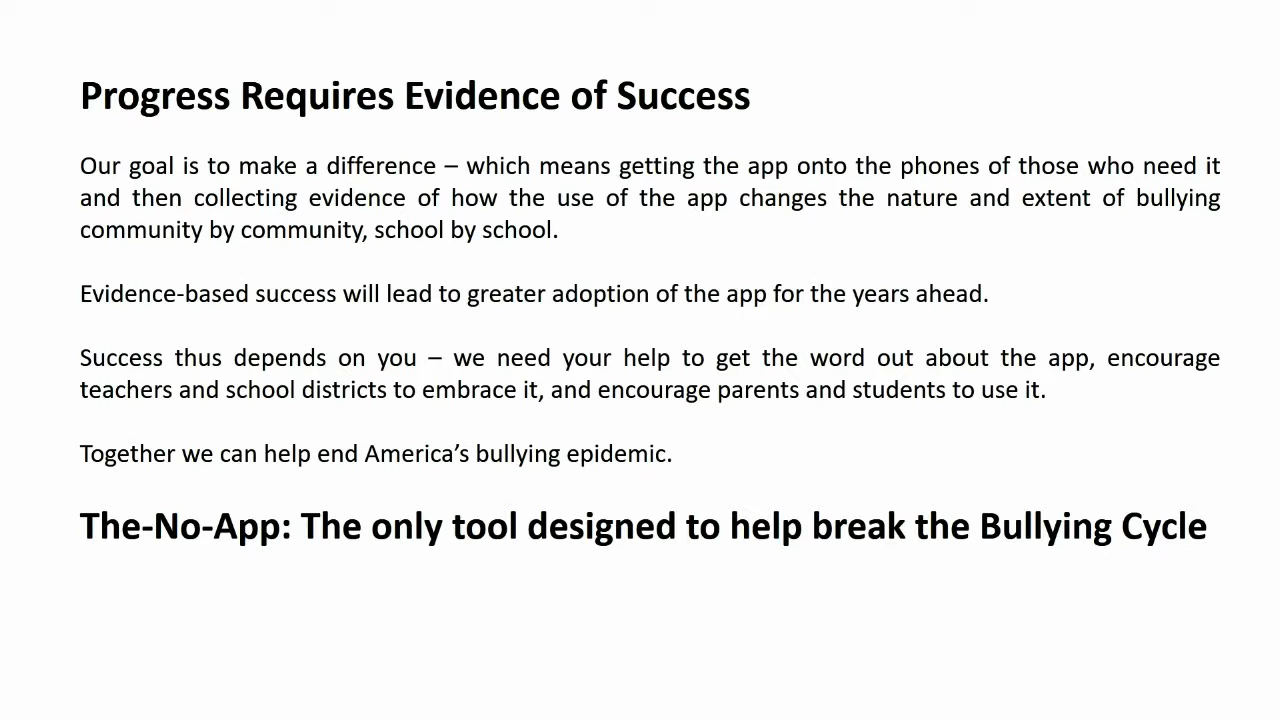 Progress Requires Evidence of Success
Our goal is to make a difference – which means getting the app onto the phones of those who need it
and then collecting evidence of how the use of the app changes the nature and extent of bullying
community by community, school by school.
Evidence-based success will lead to greater adoption of the app for the years ahead.
Success thus depends on you – we need your help to get the word out about the app, encourage
teachers and school districts to embrace it, and encourage parents and students to use it.
Together we can help end America’s bullying epidemic.
The-No-App: The only tool designed to help break the Bullying Cycle